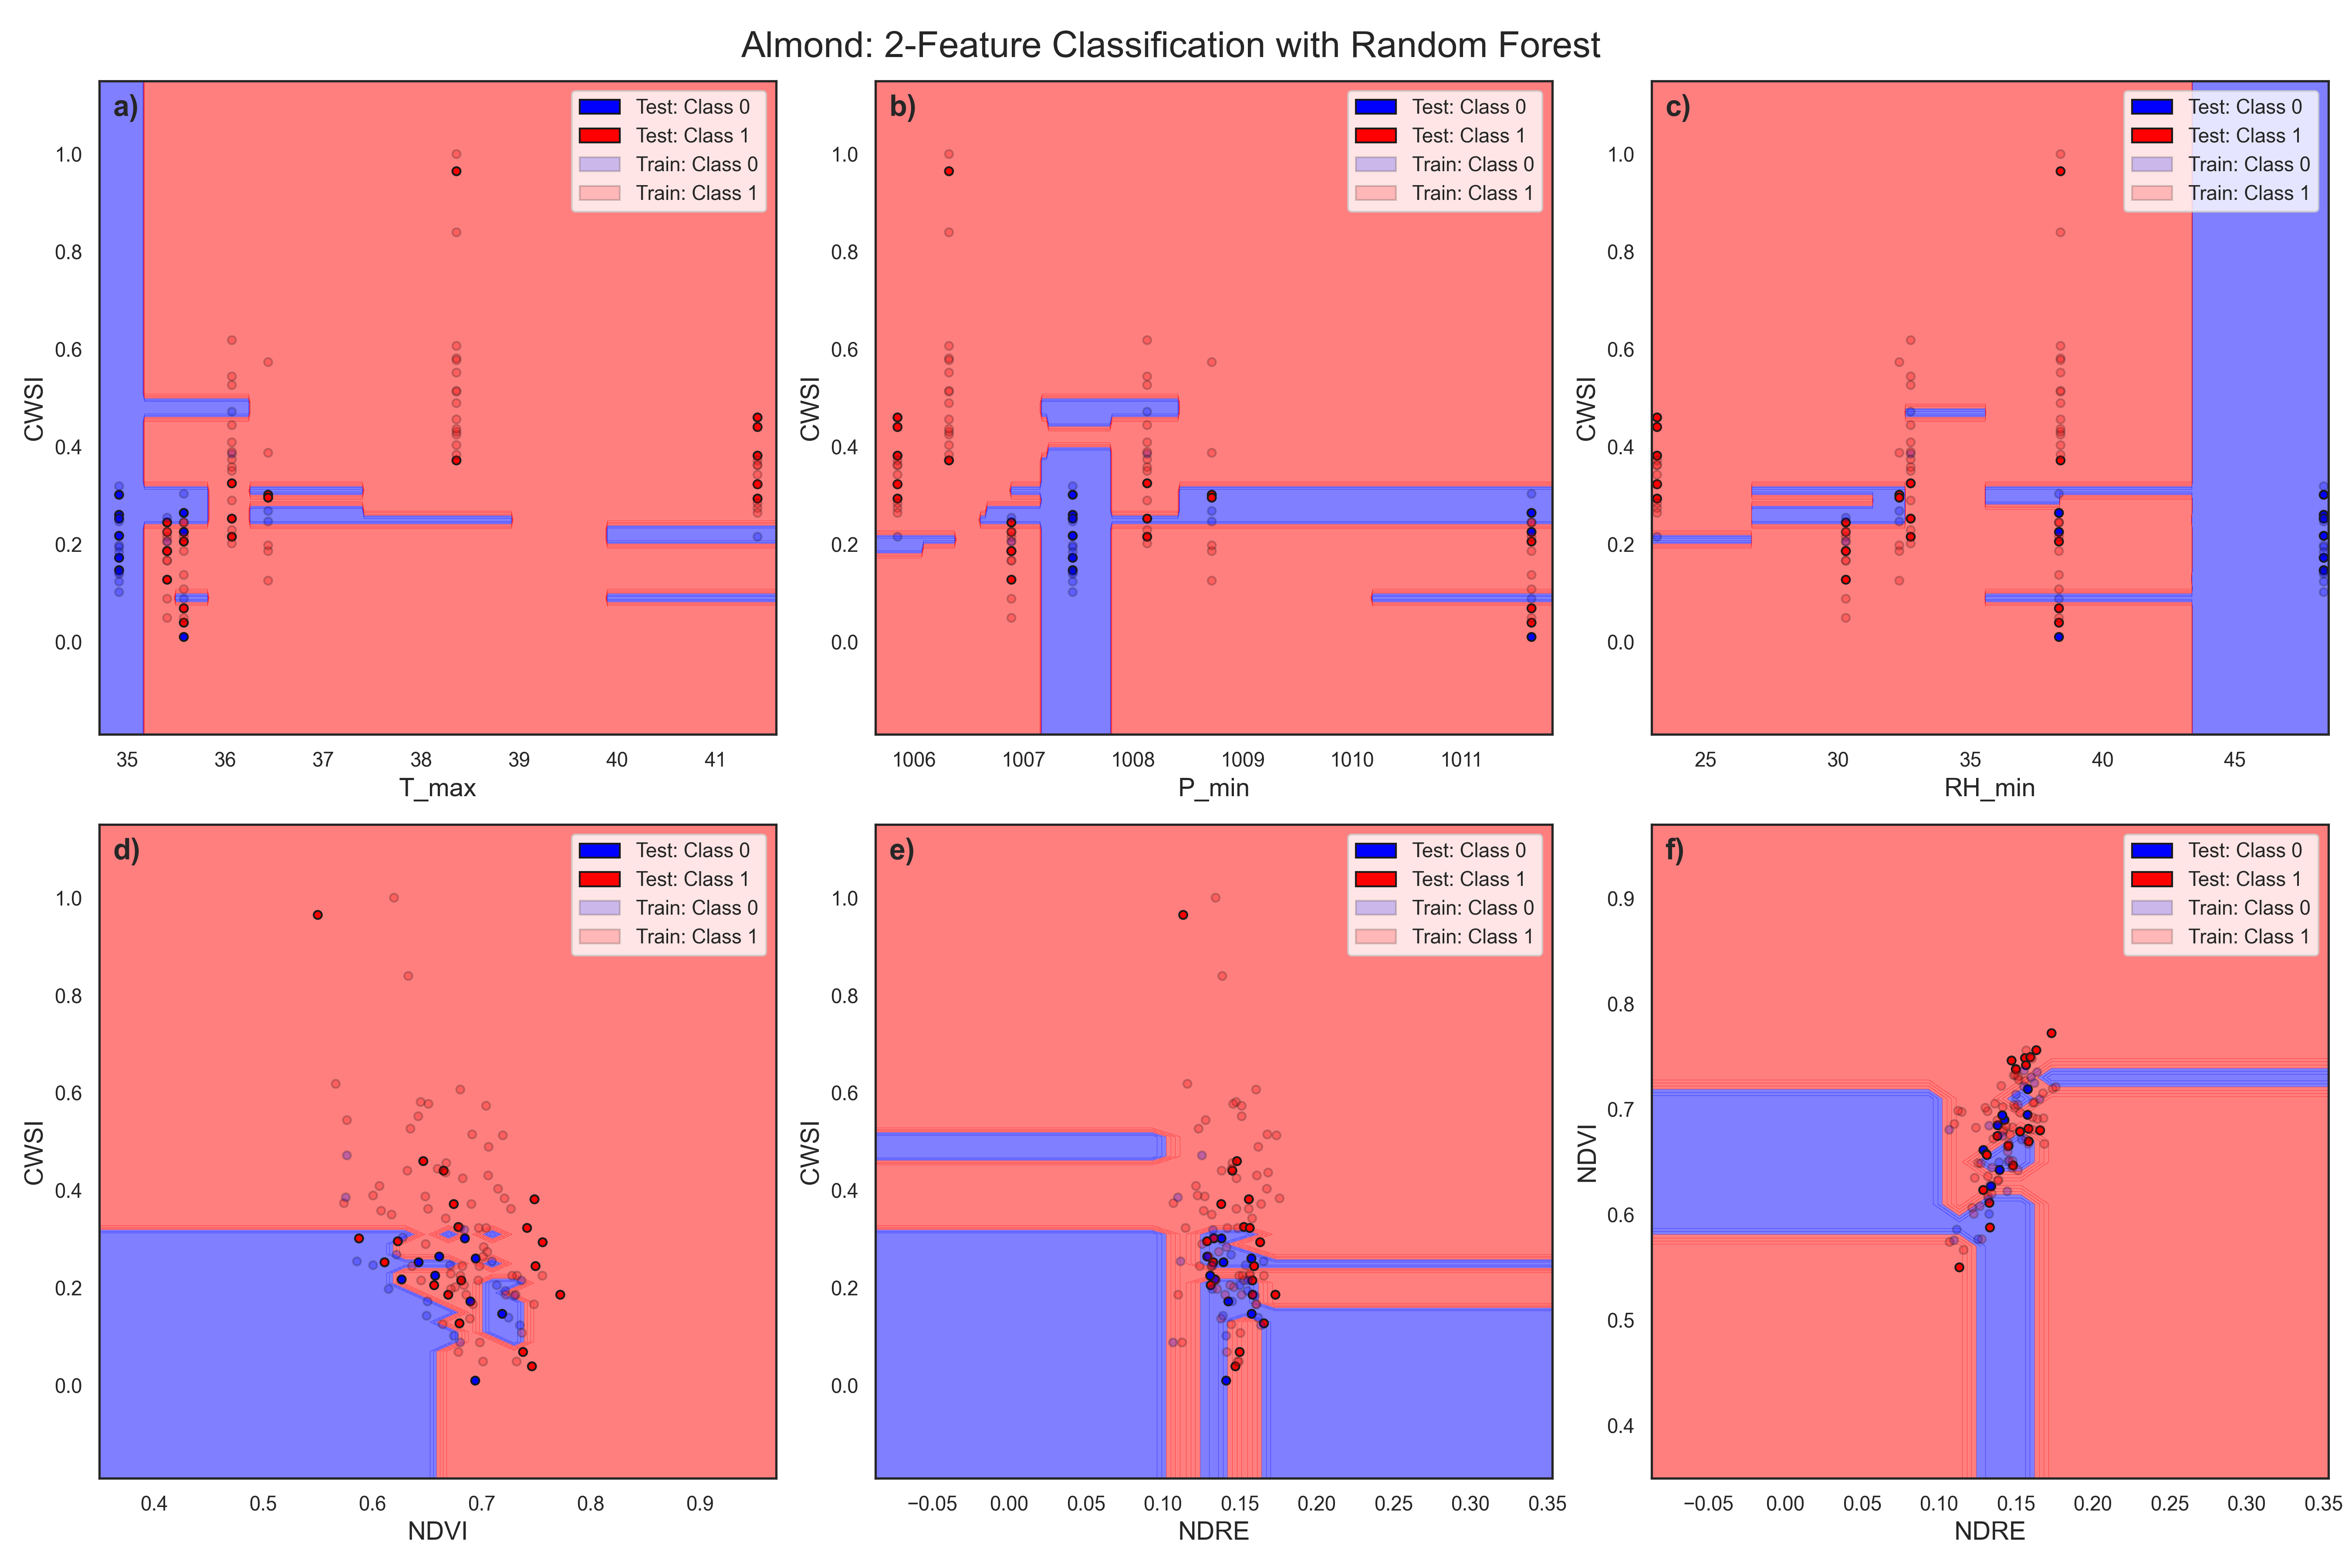 Almond: 2-Feature Classification with Random Forest
a)
Test: Class 0
Test: Class 1
Train: Class 0
Train: Class 1
1.0
0.8
0.6
0.4
0.2
0.0
CWSI
35 36 37 38 39 40 41
T_max
b)
Test: Class 0
Test: Class 1
Train: Class 0
Train: Class 1
1.0
0.8
0.6
0.4
0.2
0.0
CWSI
1006 1007 1008 1009 1010 1011
P_min
c)
Test: Class 0
Test: Class 1
Train: Class 0
Train: Class 1
1.0
0.8
0.6
0.4
0.2
0.0
CWSI
25 30 35 40 45
RH_min
d)
Test: Class 0
Test: Class 1
Train: Class 0
Train: Class 1
1.0
0.8
0.6
0.4
0.2
0.0
CWSI
0.4 0.5 0.6 0.7 0.8 0.9
NDVI
e)
Test: Class 0
Test: Class 1
Train: Class 0
Train: Class 1
1.0
0.8
0.6
0.4
0.2
0.0
CWSI
−0.05 0.00 0.05 0.10 0.15 0.20 0.25 0.30 0.35
NDRE
f)
Test: Class 0
Test: Class 1
Train: Class 0
Train: Class 1
0.9
0.8
0.7
0.6
0.5
0.4
NDVI
−0.05 0.00 0.05 0.10 0.15 0.20 0.25 0.30 0.35
NDRE